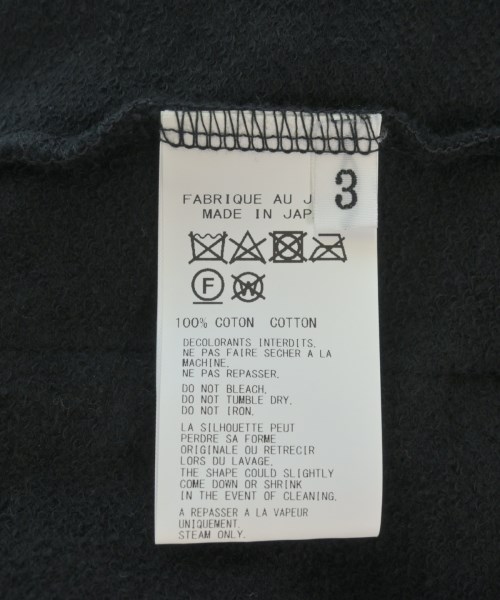 FABRIQUE AU J
3
MADE IN JAP
F W
100% COTON COTTON
DECOLORANTS INTERDITS.
NE PAS FAIRE SECHER A LA
MACHINE.
NE PAS REPASSER.
DO NOT BLEACH.
DO NOT TUMBLE DRY.
DO NOT IRON.
LA SILHOUETTE PEUT
PERDRE SA FORME
ORIGINALE OU RETRECIR
LORS DU LAVAGE.
THE SHAPE COULD SLIGHTLY
COME DOWN OR SHRINK
IN THE EVENT OF CLEANING.
A REPASSER A LA VAPEUR
UNIQUEMENT.
STEAM ONLY.